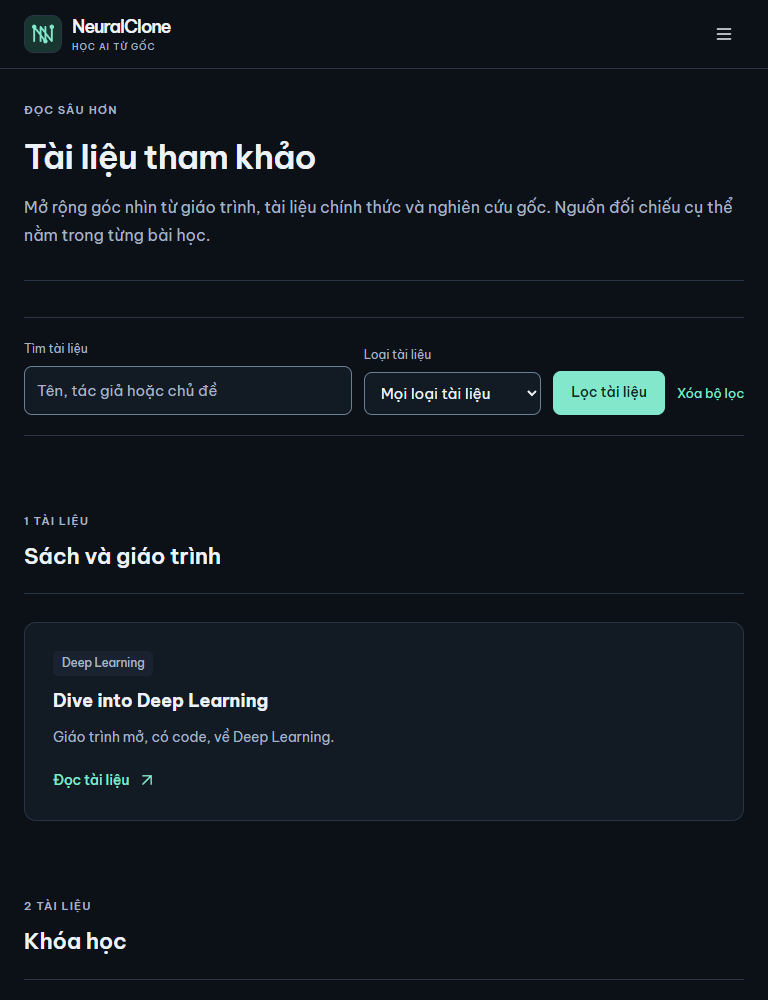 NeuralClone
HỌC AI TỪ GỐC
ĐỌC SÂU HƠN
Tài liệu tham khảo
Mở rộng góc nhìn từ giáo trình, tài liệu chính thức và nghiên cứu gốc. Nguồn đối chiếu cụ thể
nằm trong từng bài học.
Tìm tài liệu
Tên, tác giả hoặc chủ đề
Loại tài liệu
Mọi loại tài liệu
Lọc tài liệu
Xóa bộ lọc
1 TÀI LIỆU
Sách và giáo trình
Deep Learning
Dive into Deep Learning
Giáo trình mở, có code, về Deep Learning.
Đọc tài liệu
2 TÀI LIỆU
Khóa học